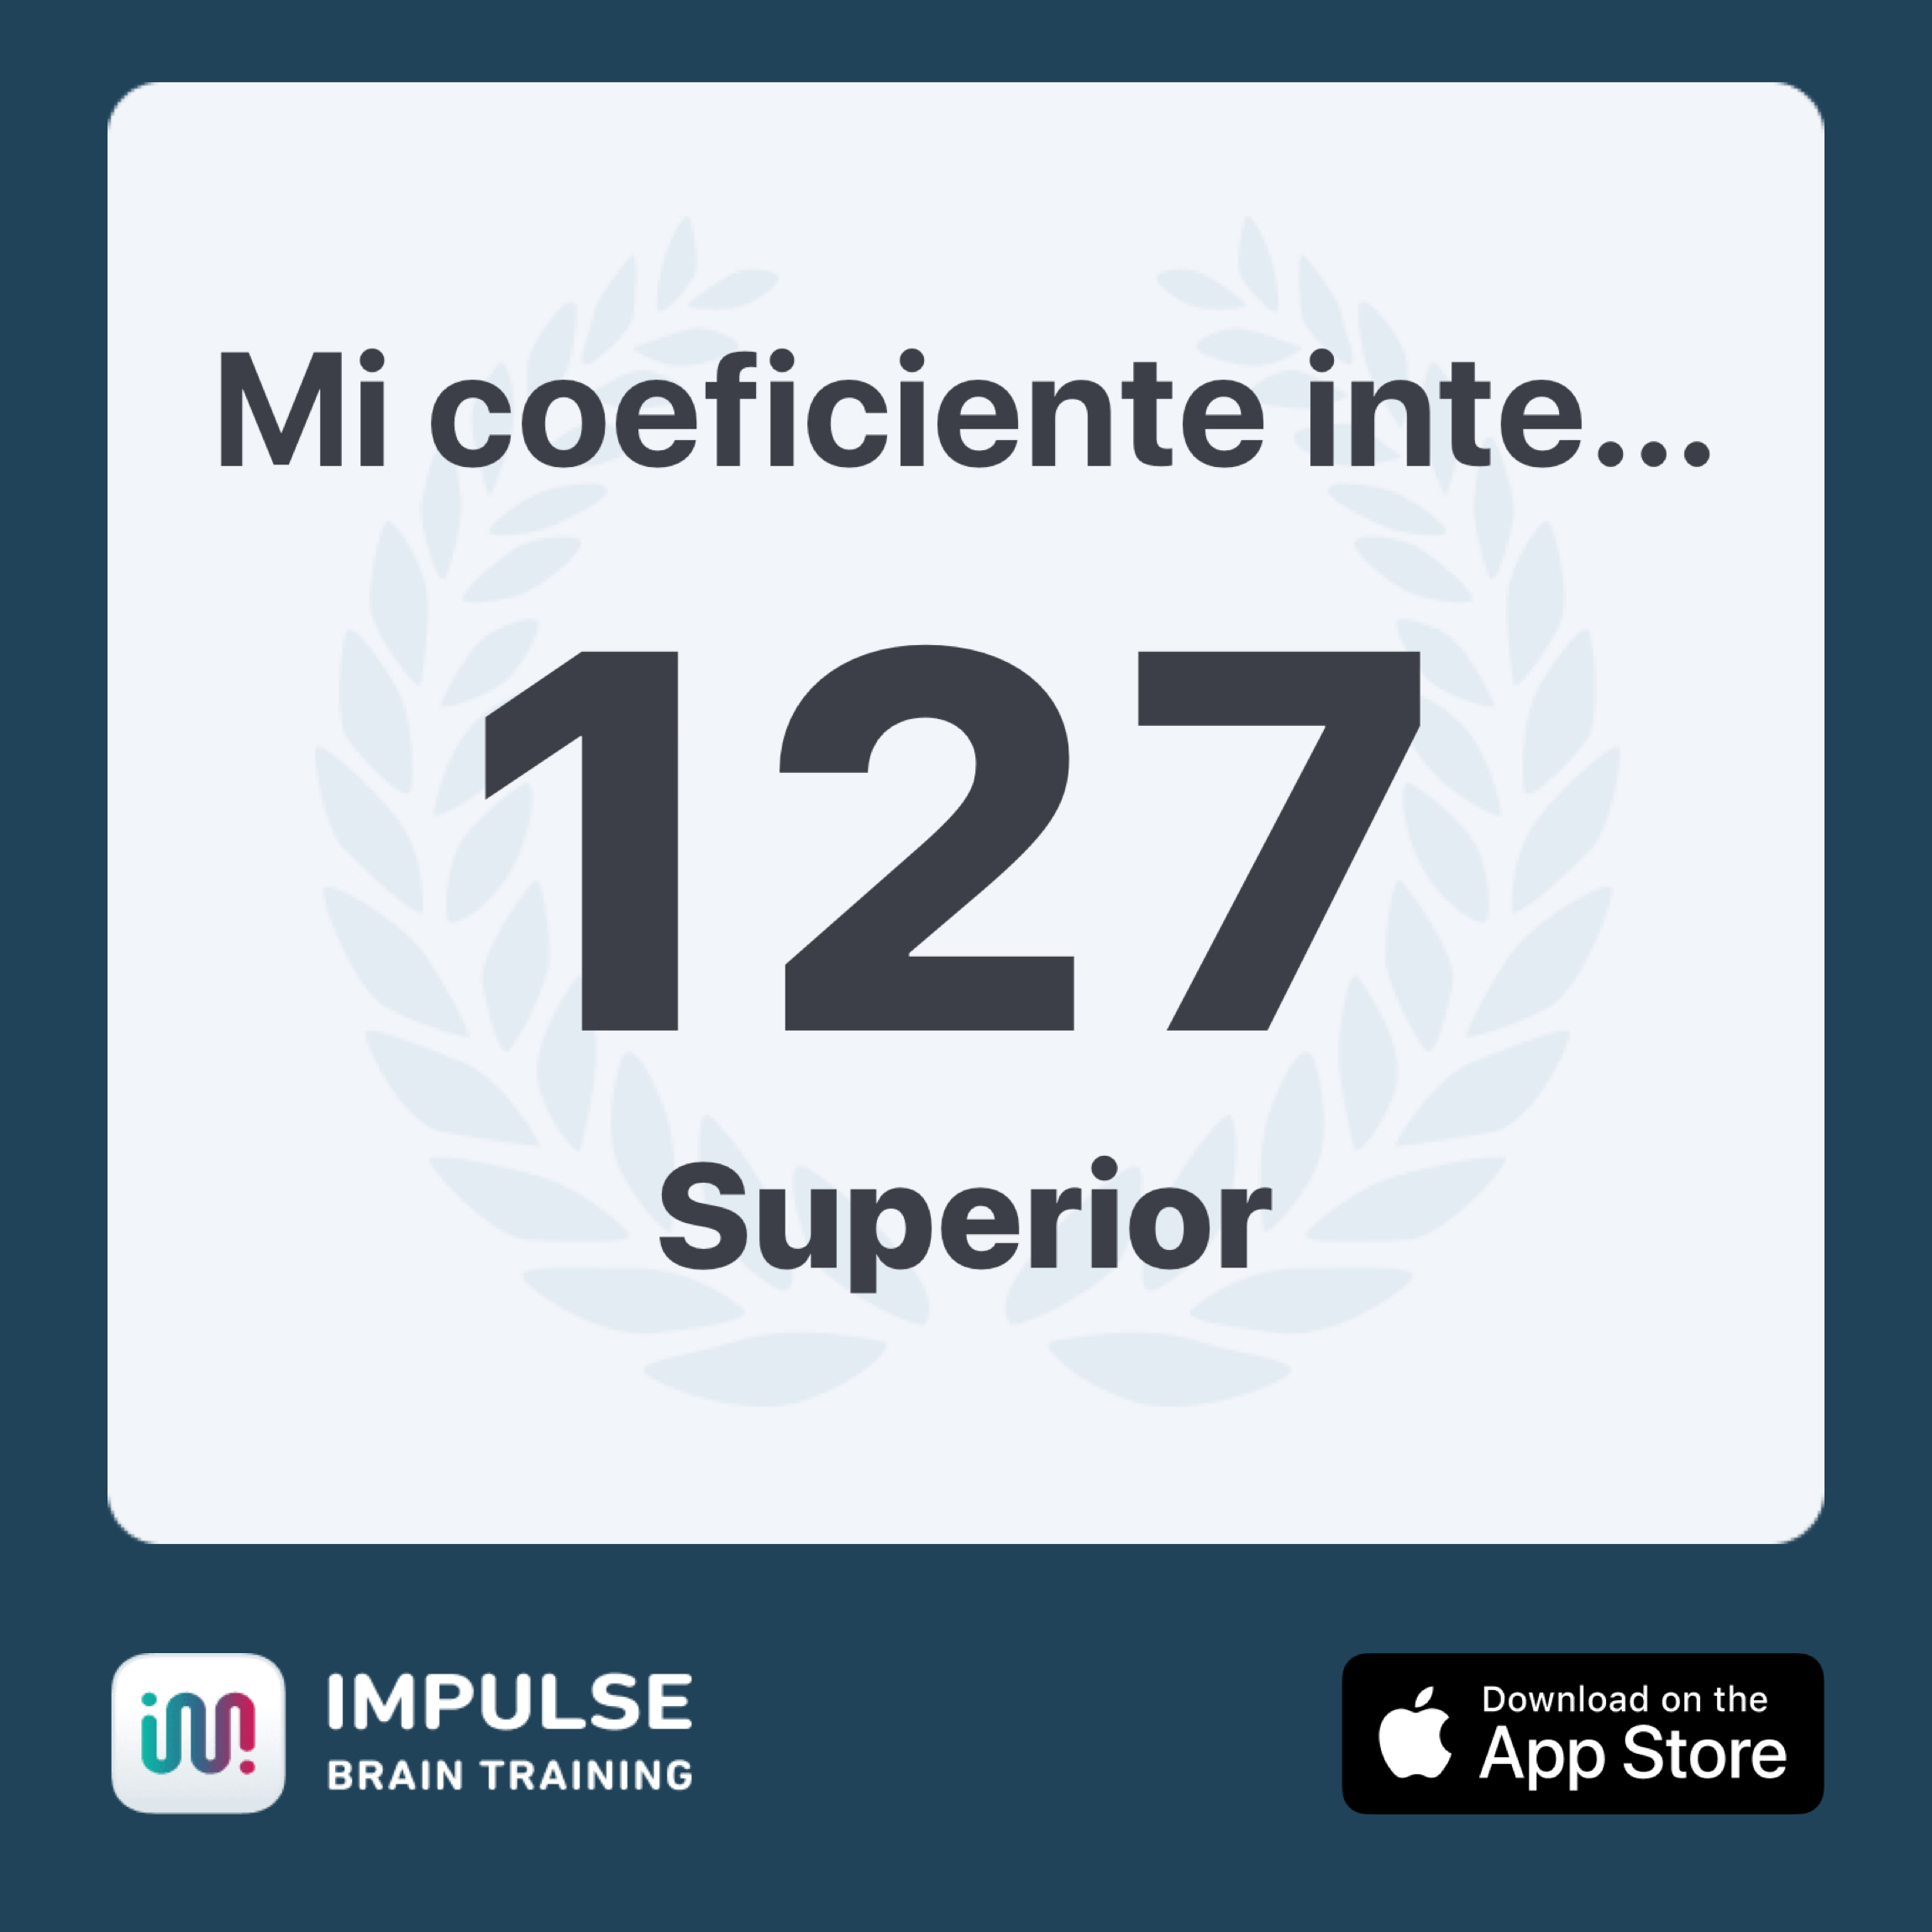 Mi coeficiente inte...
127
Superior
IMPULSE
BRAIN TRAINING
Download on the
App Store